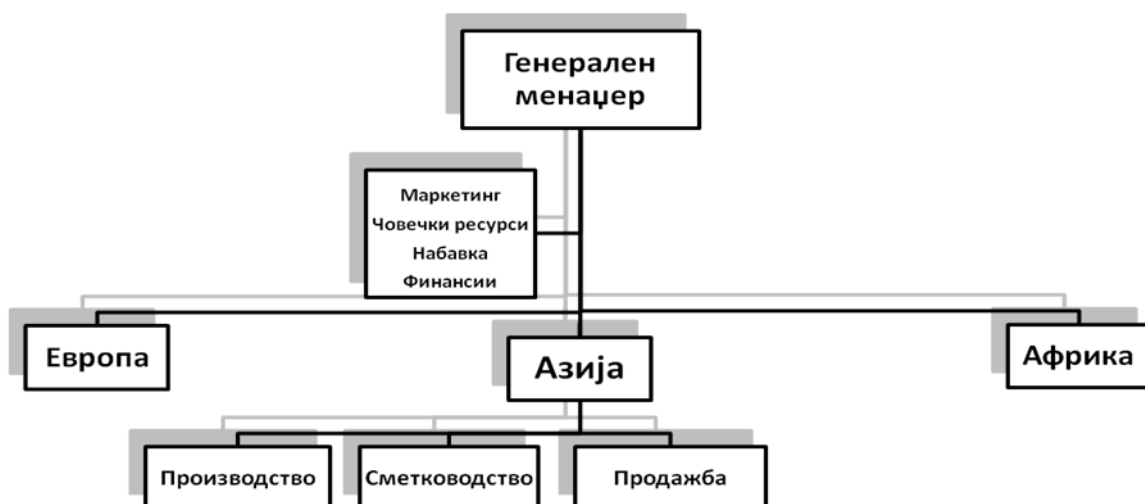 Генерален
менаџер
Маркетинг
Човечки ресурси
Набавка
Финансии
Европа
Азија
Африка
Производство
Сметководство
Продажба